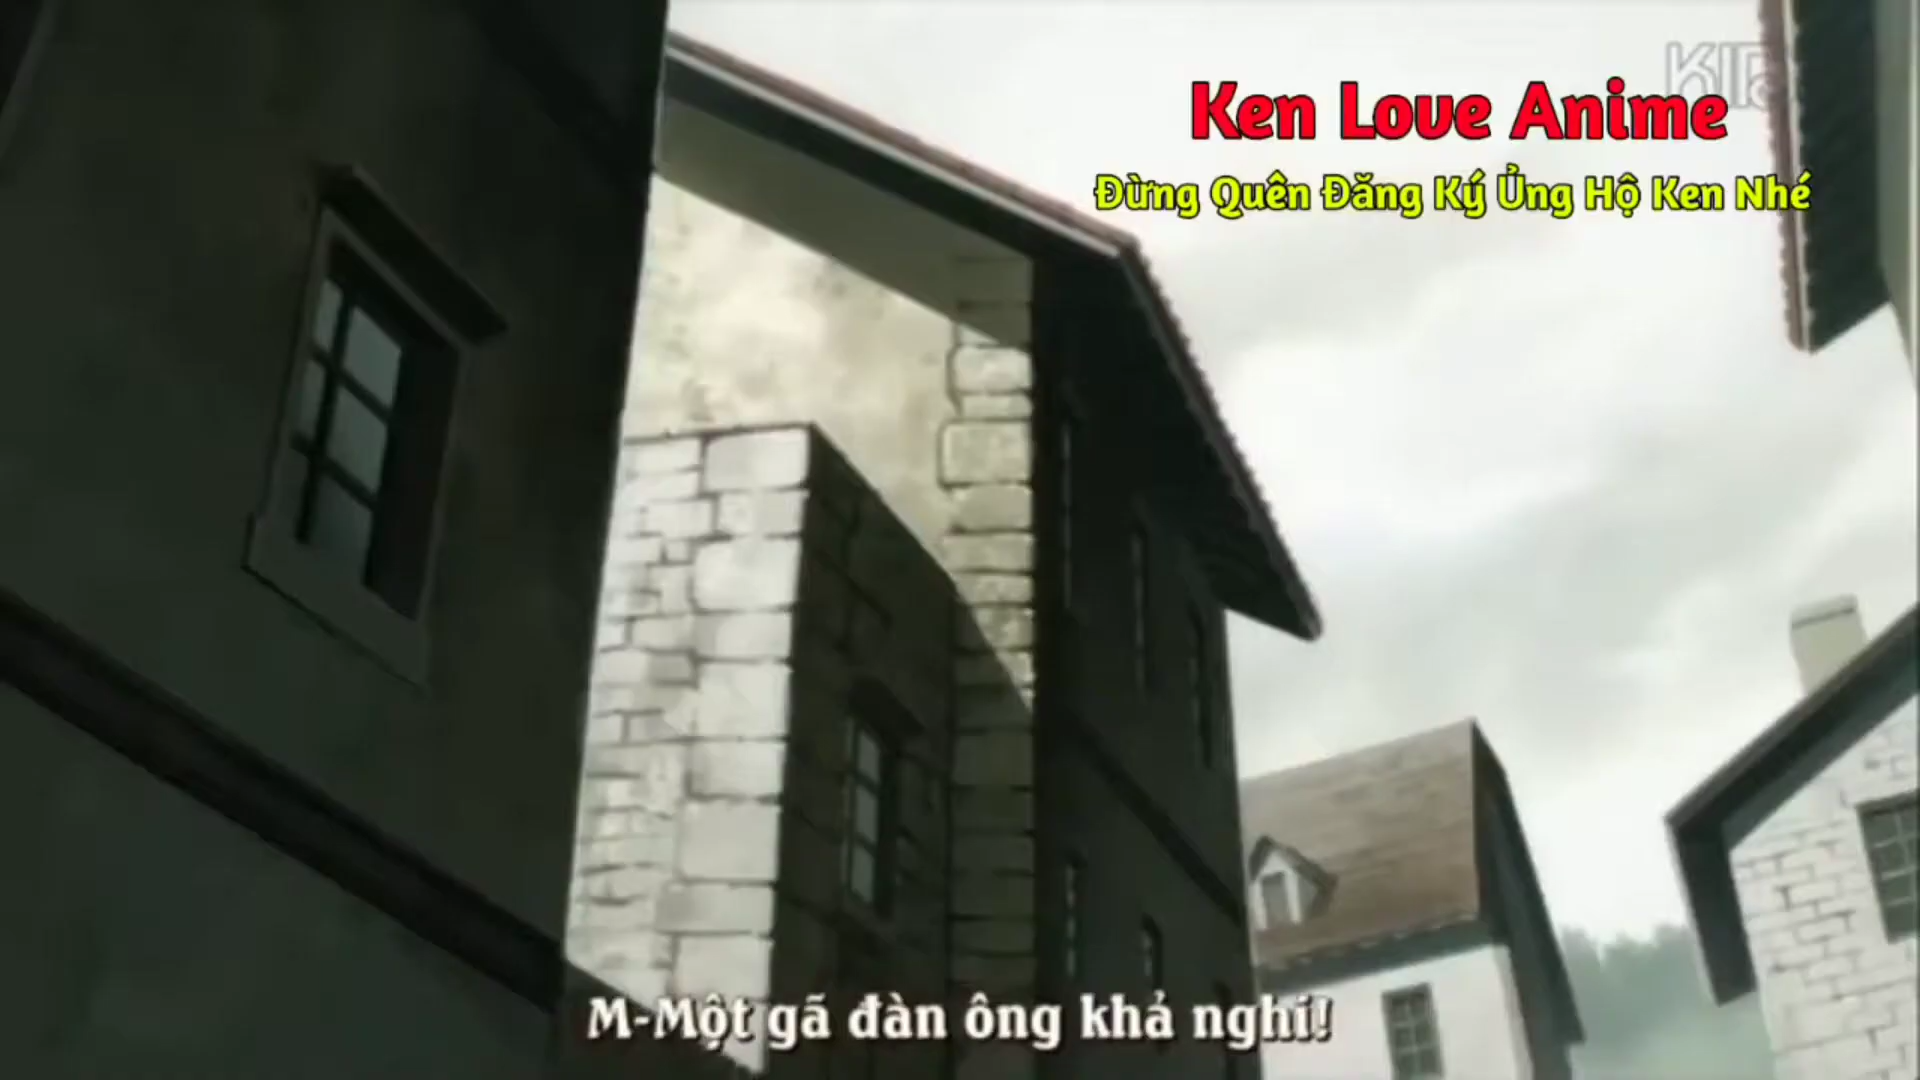 Ken Love Anime
Đừng Quên Đăng Ký Ủng Hộ Ken Nhé
M-Một gã đàn ông khả nghi!